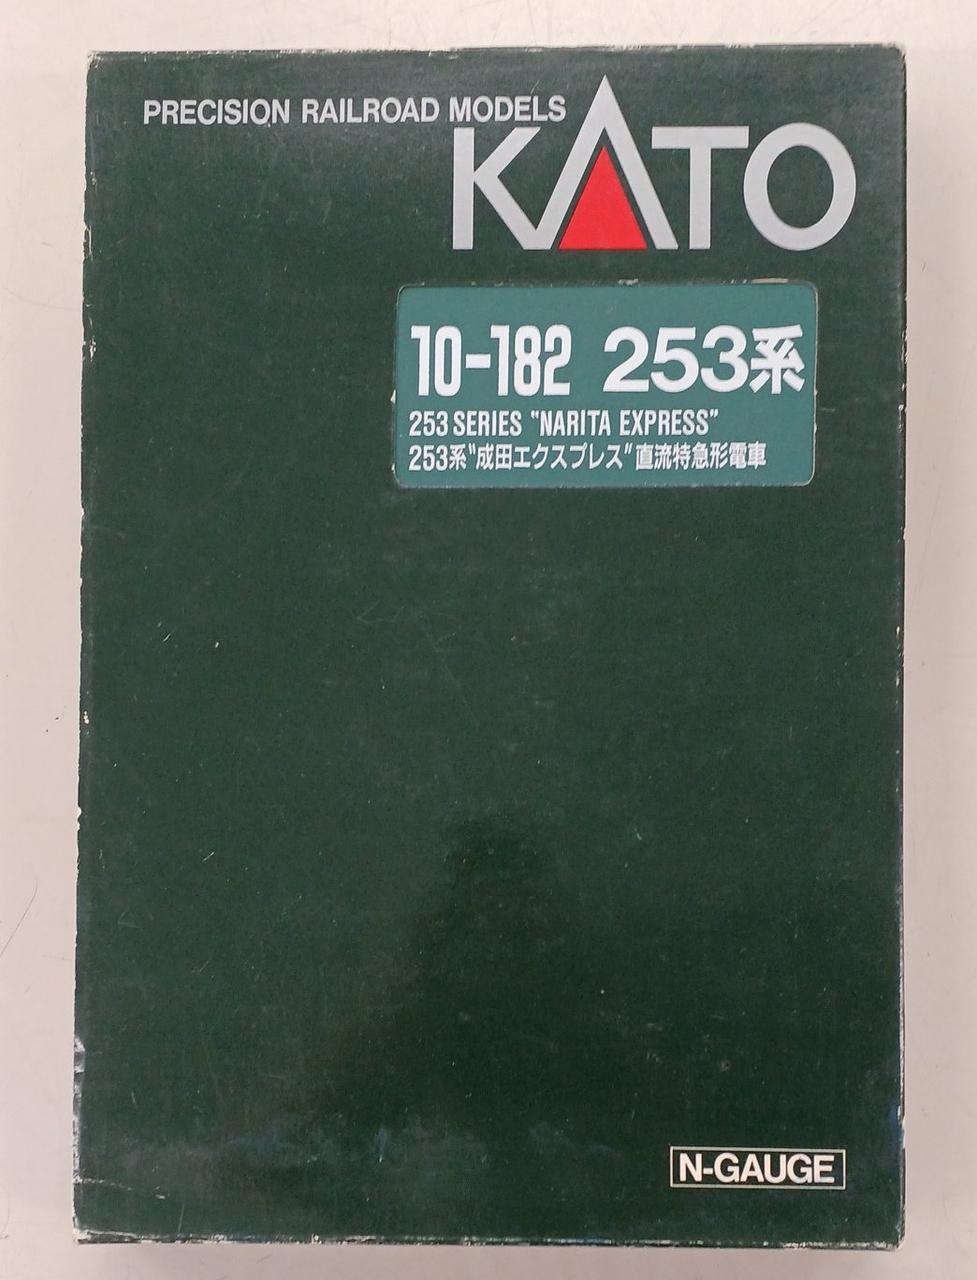 PRECISION RAILROAD MODELS
KATO
10-182 253系
253 SERIES "NARITA EXPRESS"
253系"成田エクスプレス"直流特急形電車
N-GAUGE